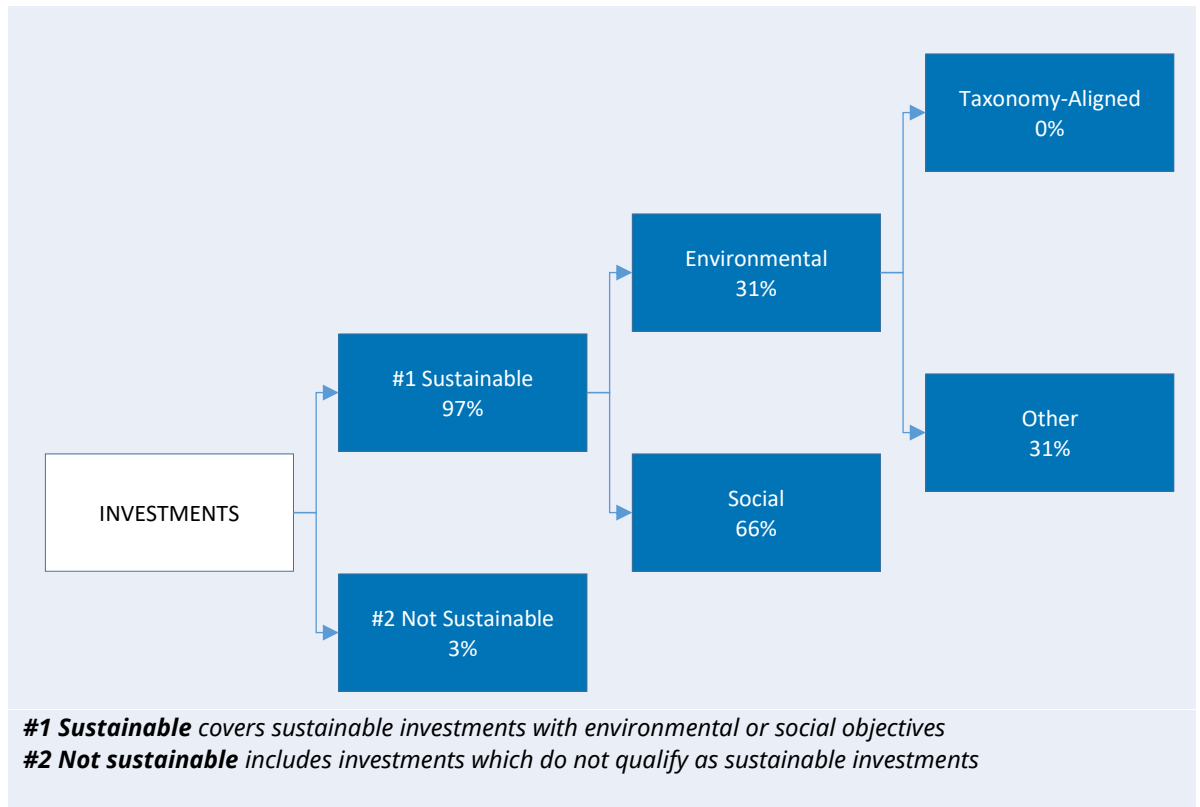 Taxonomy-Aligned
0%
Environmental
31%
#1 Sustainable
97%
Other
31%
INVESTMENTS
Social
66%
#2 Not Sustainable
3%
#1 Sustainable covers sustainable investments with environmental or social objectives
#2 Not sustainable includes investments which do not qualify as sustainable investments